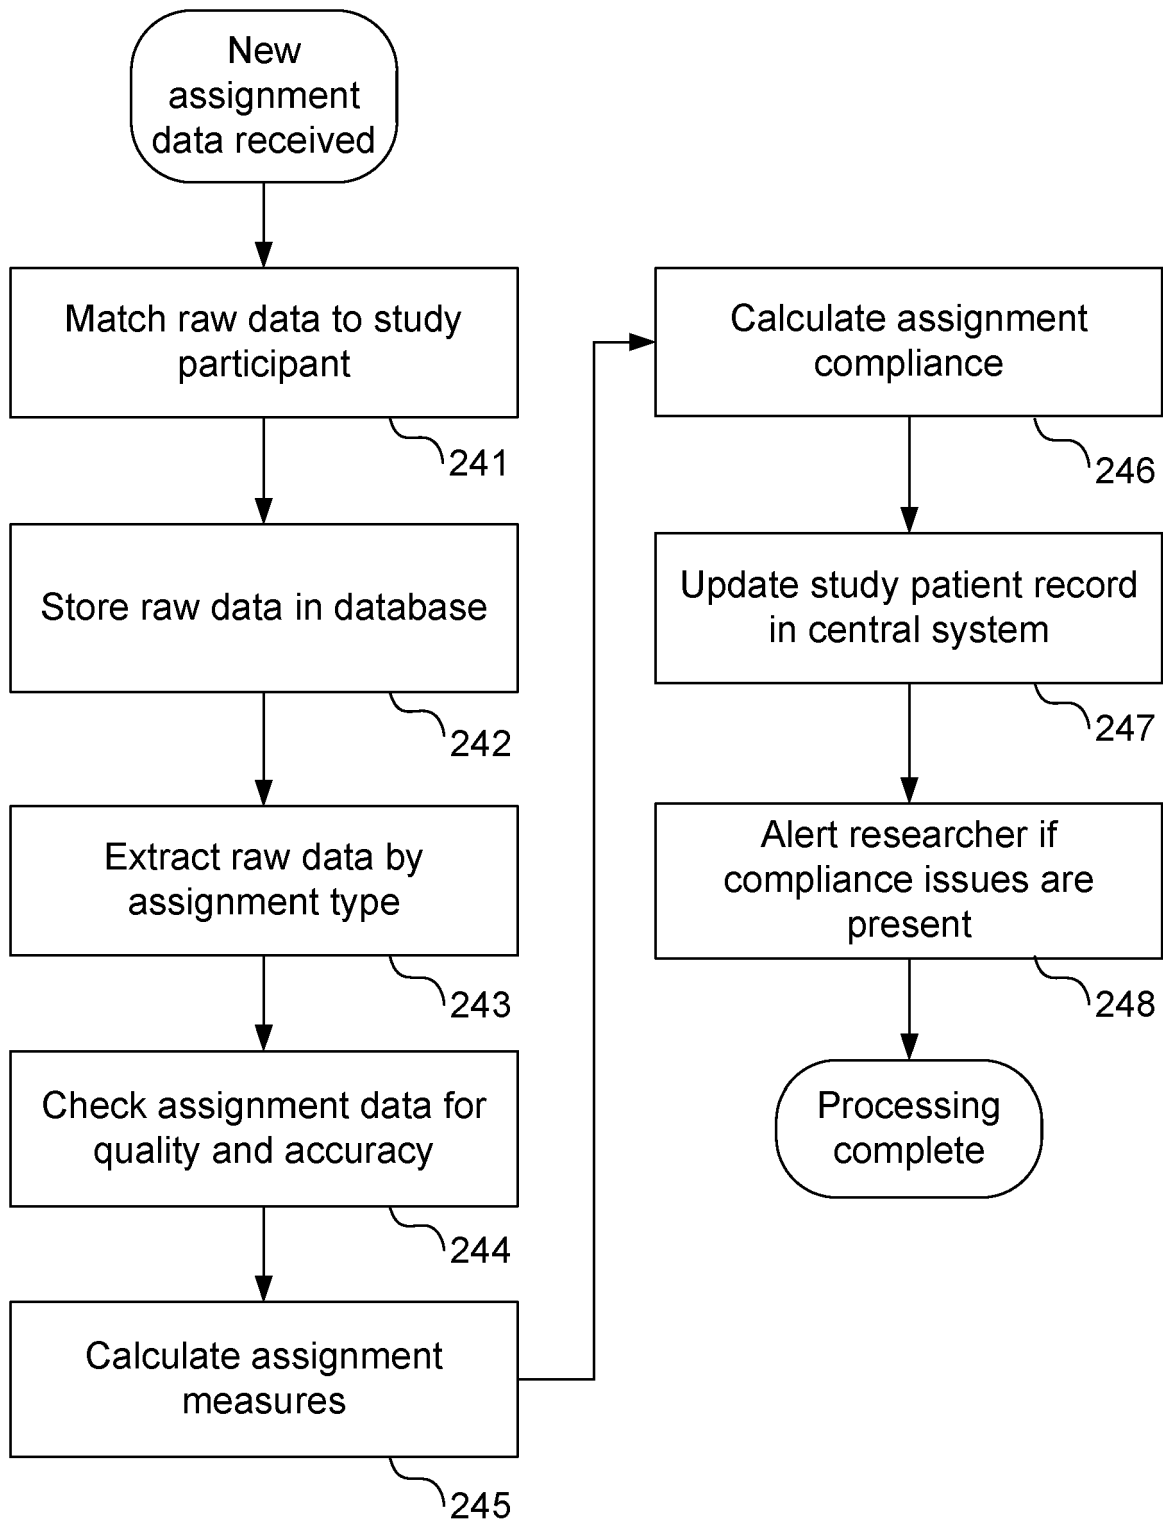 New
assignment
data received
Match raw data to study
participant
241
Store raw data in database
242
Extract raw data by
assignment type
243
Check assignment data for
quality and accuracy
244
Calculate assignment
measures
245
Calculate assignment
compliance
246
Update study patient record
in central system
247
Alert researcher if
compliance issues are
present
248
Processing
complete